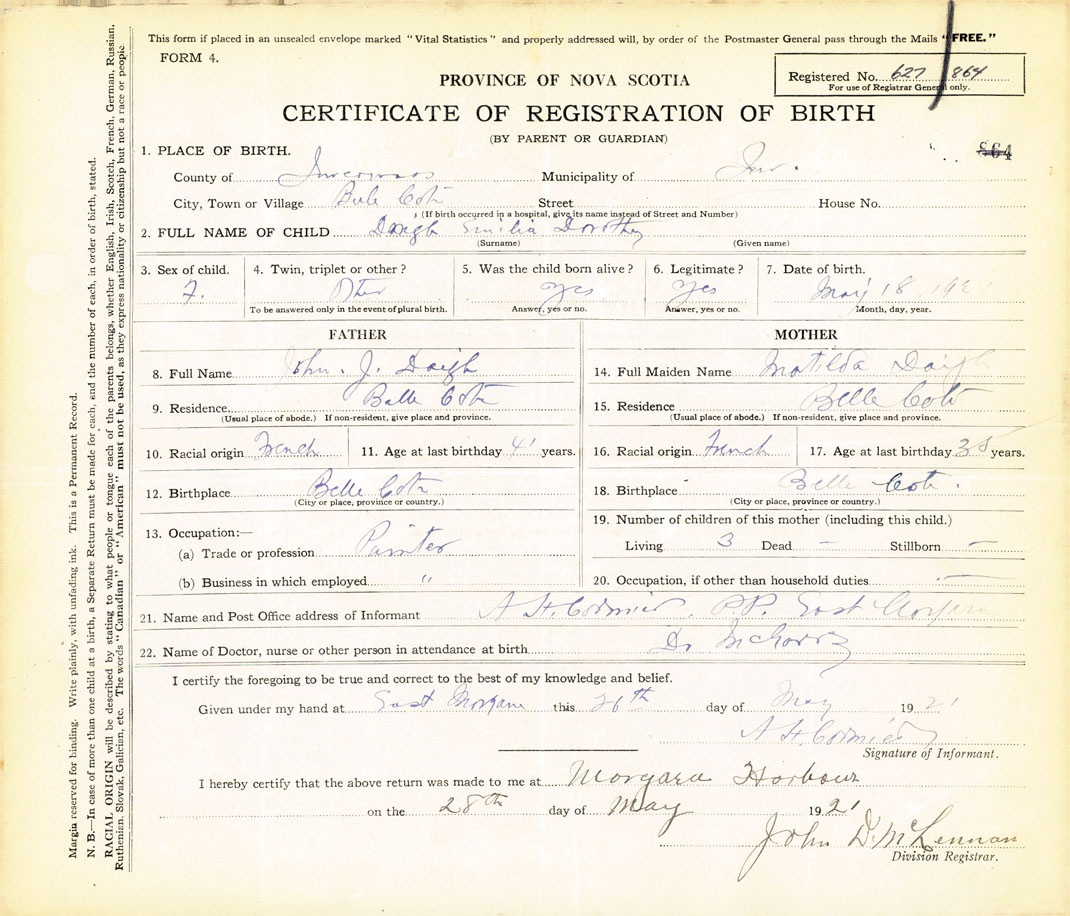 This form if placed in an unsealed envelope marked "Vital Statistics" and properly addressed will, by order of the Postmaster General pass through the Mails "FREE."
FORM 4.
Registered No. 627 864
For use of Registrar General only.
PROVINCE OF NOVA SCOTIA
CERTIFICATE OF REGISTRATION OF BIRTH
(BY PARENT OR GUARDIAN)
864
1. PLACE OF BIRTH.
County of Inverness Municipality of Inv.
City, Town or Village Belle Cote Street House No.
(If birth occurred in a hospital, give its name instead of Street and Number)
2. FULL NAME OF CHILD Daigle Emilia Dorothy
(Surname) (Given name)
3. Sex of child. 4. Twin, triplet or other? 5. Was the child born alive? 6. Legitimate? 7. Date of birth.
F. Other yes Yes May 18 1921
To be answered only in the event of plural birth. Answer, yes or no. Answer, yes or no. Month, day, year.
FATHER MOTHER
8. Full Name John. J. Daigle
14. Full Maiden Name Matilda Daigle
9. Residence Belle Cote
15. Residence Belle Cote
(Usual place of abode.) If non-resident, give place and province.
(Usual place of abode.) If non-resident, give place and province.
10. Racial origin French 11. Age at last birthday 41 years.
16. Racial origin French 17. Age at last birthday 35 years.
12. Birthplace Belle Cote
18. Birthplace Belle Cote.
(City or place, province or country.)
(City or place, province or country.)
13. Occupation:—
19. Number of children of this mother (including this child.)
(a) Trade or profession Painter
Living 3 Dead — Stillborn —
(b) Business in which employed "
20. Occupation, if other than household duties —
21. Name and Post Office address of Informant A H. Cormier, P.P. East Margaree
22. Name of Doctor, nurse or other person in attendance at birth Dr
I certify the foregoing to be true and correct to the best of my knowledge and belief.
Given under my hand at East Margaree this 26th day of May 1921
A H. Cormier
Signature of Informant.
I hereby certify that the above return was made to me at Margaree Harbour
on the 28th day of May 1921
John D. McLennan
Division Registrar.
Margin reserved for binding. Write plainly, with unfading ink. This is a Permanent Record.
N. B.—In case of more than one child at a birth, a Separate Return must be made for each, and the number of each, in order of birth, stated.
RACIAL ORIGIN will be described by stating to what people or tongue each of the parents belongs, whether English, Irish, Scotch, French, German, Russian,
Ruthenian, Slovak, Galician, etc. The words "Canadian" or "American" must not be used, as they express nationality or citizenship but not a race or people